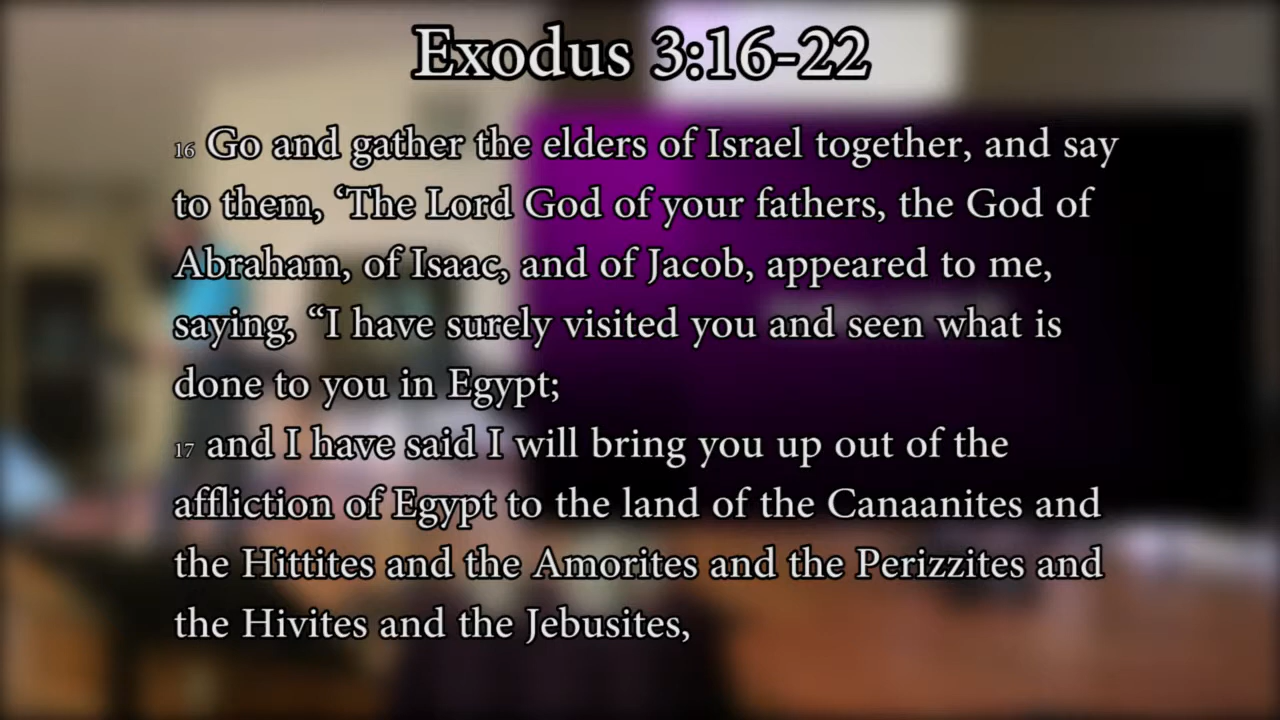 Exodus 3:16-22
16 Go and gather the elders of Israel together, and say
to them, ‘The Lord God of your fathers, the God of
Abraham, of Isaac, and of Jacob, appeared to me,
saying, “I have surely visited you and seen what is
done to you in Egypt;
17 and I have said I will bring you up out of the
affliction of Egypt to the land of the Canaanites and
the Hittites and the Amorites and the Perizzites and
the Hivites and the Jebusites,